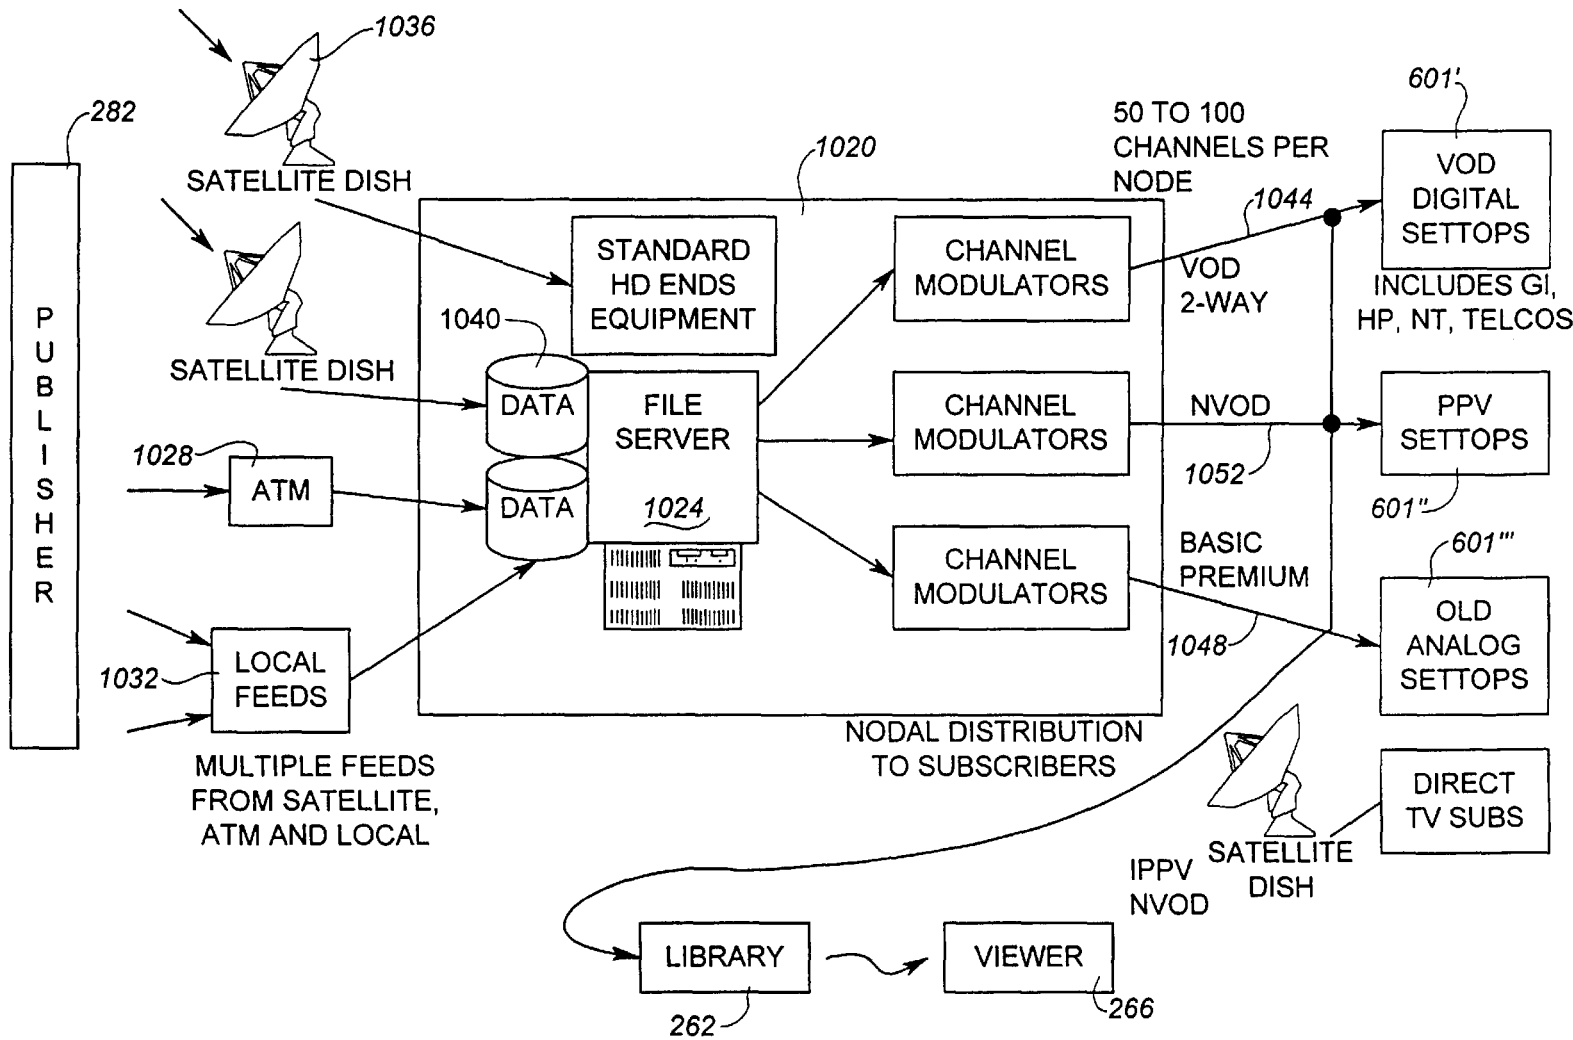 1036
282
SATELLITE DISH
1020
50 TO 100
CHANNELS PER
NODE
601'
VOD
DIGITAL
SETTOPS
INCLUDES GI,
HP, NT, TELCOS
1044
VOD
2-WAY
STANDARD
HD ENDS
EQUIPMENT
CHANNEL
MODULATORS
PUBLISHER
SATELLITE DISH
1040
DATA
FILE
SERVER
1024
CHANNEL
MODULATORS
NVOD
1052
PPV
SETTOPS
601"
1028
ATM
DATA
CHANNEL
MODULATORS
BASIC
PREMIUM
1048
601'''
OLD
ANALOG
SETTOPS
1032
LOCAL
FEEDS
MULTIPLE FEEDS
FROM SATELLITE,
ATM AND LOCAL
NODAL DISTRIBUTION
TO SUBSCRIBERS
DIRECT
TV SUBS
SATELLITE
DISH
IPPV
NVOD
LIBRARY
262
VIEWER
266